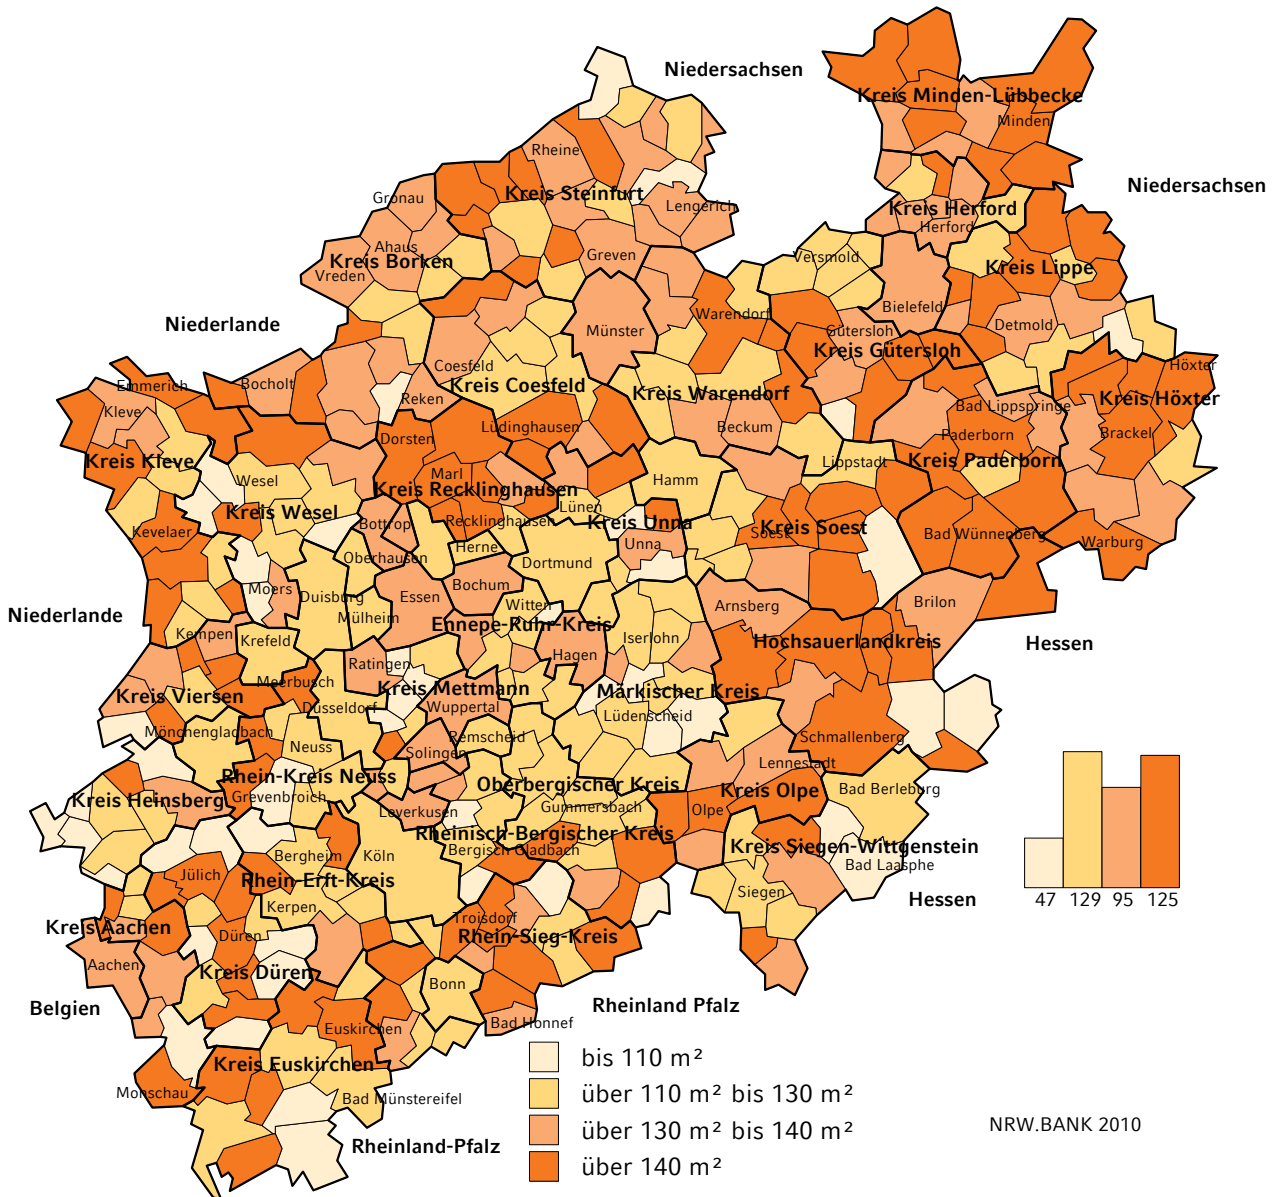 Niedersachsen
Kreis Minden-Lübbecke
Minden
Rheine
Niedersachsen
Kreis Steinfurt
Gronau
Lengerich
Kreis Herford
Herford
Ahaus
Kreis Borken
Vreden
Greven
Versmold
Kreis Lippe
Bielefeld
Niederlande
Münster
Warendorf
Gütersloh
Detmold
Kreis Gütersloh
Coesfeld
Höxter
Emmerich
Bocholt
Kreis Coesfeld
Kreis Warendorf
Reken
Kreis Höxter
Kleve
Bad Lippspringe
Lüdinghausen
Beckum
Dorsten
Paderborn
Brackel
Kreis Kleve
Lippstadt
Kreis Paderborn
Marl
Wesel
Hamm
Kreis Recklinghausen
Kreis Wesel
Lünen
Bottrop
Recklinghausen
Kreis Unna
Kreis Soest
Kevelaer
Soest
Bad Wünnenberg
Unna
Warburg
Herne
Oberhausen
Dortmund
Moers
Bochum
Duisburg
Essen
Witten
Arnsberg
Brilon
Niederlande
Mülheim
Ennepe-Ruhr-Kreis
Kempen
Krefeld
Iserlohn
Hochsauerlandkreis
Hessen
Hagen
Ratingen
Meerbusch
Kreis Mettmann
Märkischer Kreis
Kreis Viersen
Düsseldorf
Wuppertal
Lüdenscheid
Mönchengladbach
Remscheid
Schmallenberg
Neuss
Solingen
Lennestadt
Rhein-Kreis Neuss
Oberbergischer Kreis
Kreis Olpe
Bad Berleburg
Kreis Heinsberg
Grevenbroich
Gummersbach
Olpe
Leverkusen
Rheinisch-Bergischer Kreis
Bergisch Gladbach
Kreis Siegen-Wittgenstein
Bergheim
Köln
Bad Laasphe
Jülich
Rhein-Erft-Kreis
Siegen
Hessen
47 129 95 125
Kerpen
Troisdorf
Kreis Aachen
Düren
Rhein-Sieg-Kreis
Aachen
Kreis Düren
Bonn
Belgien
Rheinland Pfalz
Euskirchen
Bad Honnef
bis 110 m²
Kreis Euskirchen
Monschau
über 110 m² bis 130 m²
Bad Münstereifel
NRW.BANK 2010
über 130 m² bis 140 m²
Rheinland-Pfalz
über 140 m²